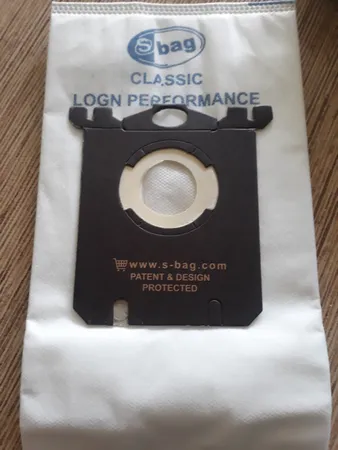 s-bag
CLASSIC
LOGN PERFORMANCE
www.s-bag.com
PATENT & DESIGN
PROTECTED